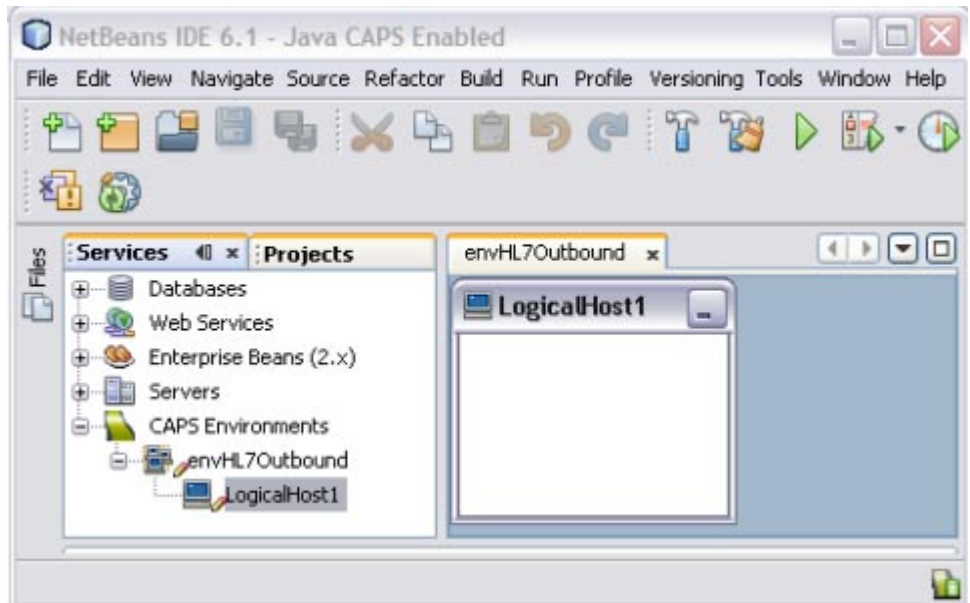 NetBeans IDE 6.1 - Java CAPS Enabled
File Edit View Navigate Source Refactor Build Run Profile Versioning Tools Window Help
Files
Services
Projects
Databases
Web Services
Enterprise Beans (2.x)
Servers
CAPS Environments
envHL7Outbound
LogicalHost1
envHL7Outbound
LogicalHost1